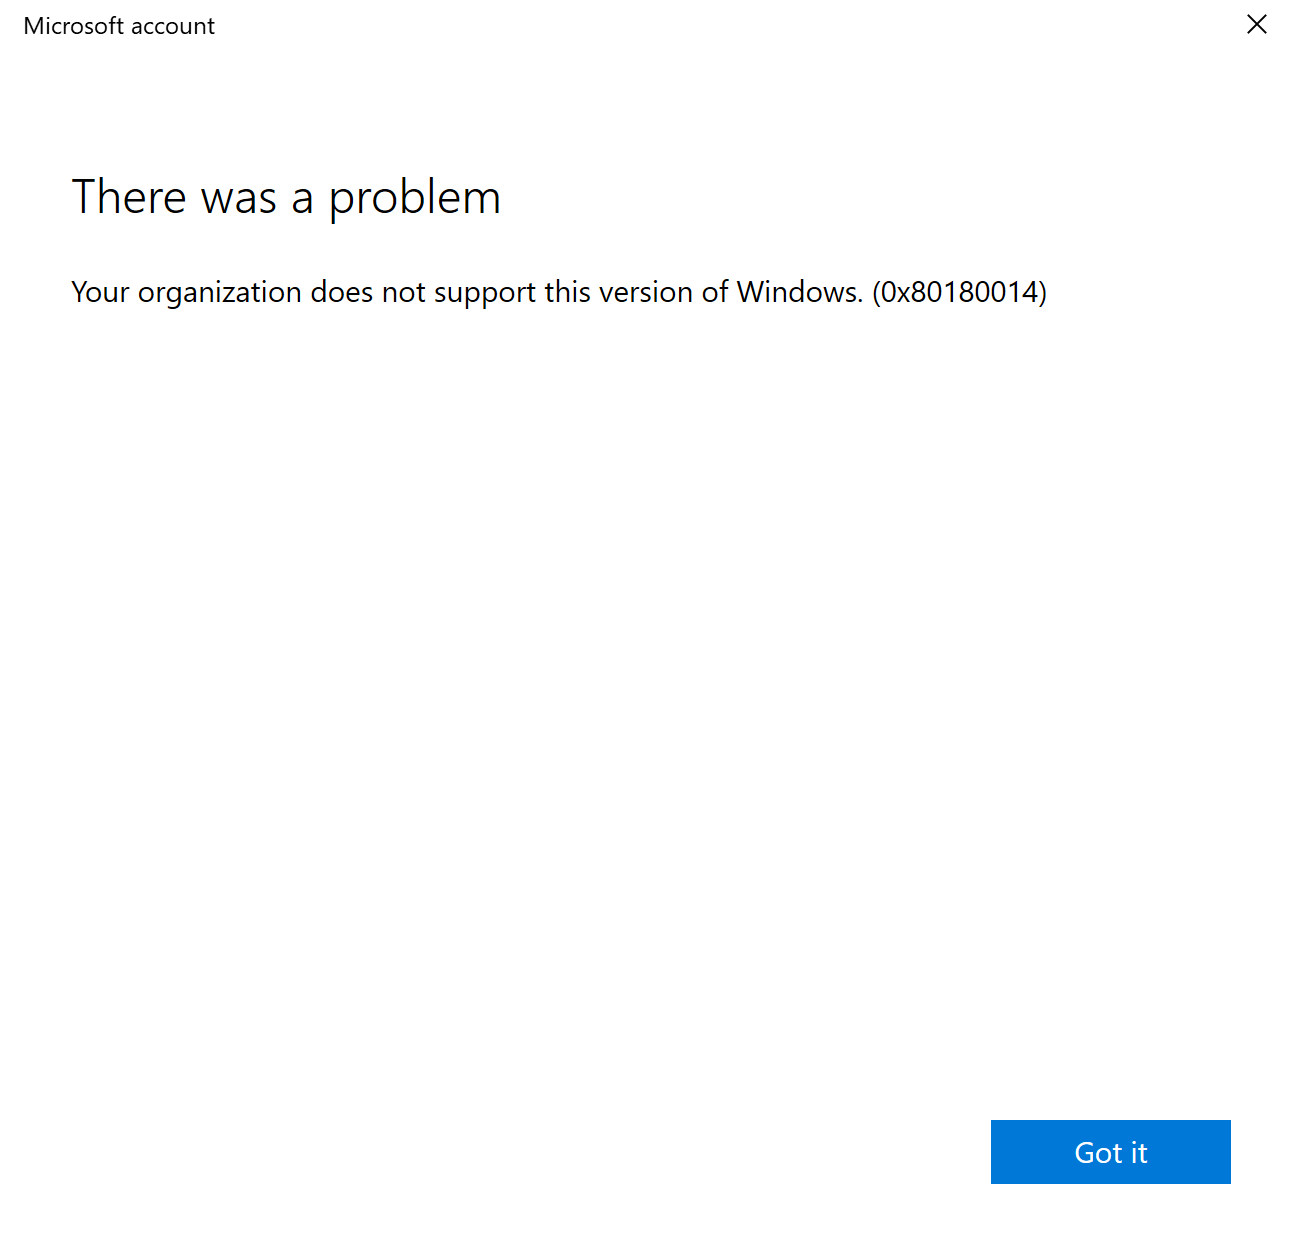 Microsoft account
There was a problem
Your organization does not support this version of Windows. (0x80180014)
Got it